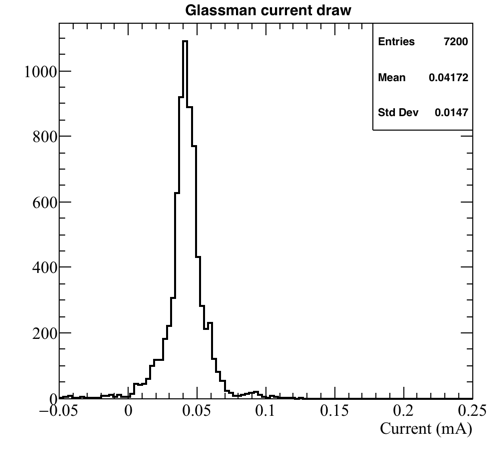 Glassman current draw
Entries 7200
Mean 0.04172
Std Dev 0.0147
1000
800
600
400
200
0
−0.05 0 0.05 0.1 0.15 0.2 0.25
Current (mA)